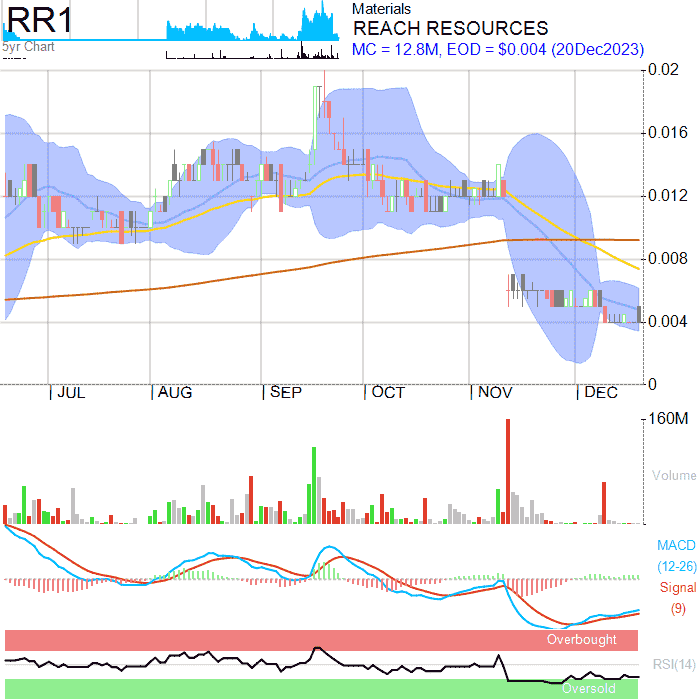 RR1
5yr Chart
Materials
REACH RESOURCES
MC = 12.8M, EOD = $0.004 (20Dec2023)
0.02
0.016
0.012
0.008
0.004
0
JUL AUG SEP OCT NOV DEC
160M
Volume
MACD
(12-26)
Signal
(9)
Overbought
RSI(14)
Oversold